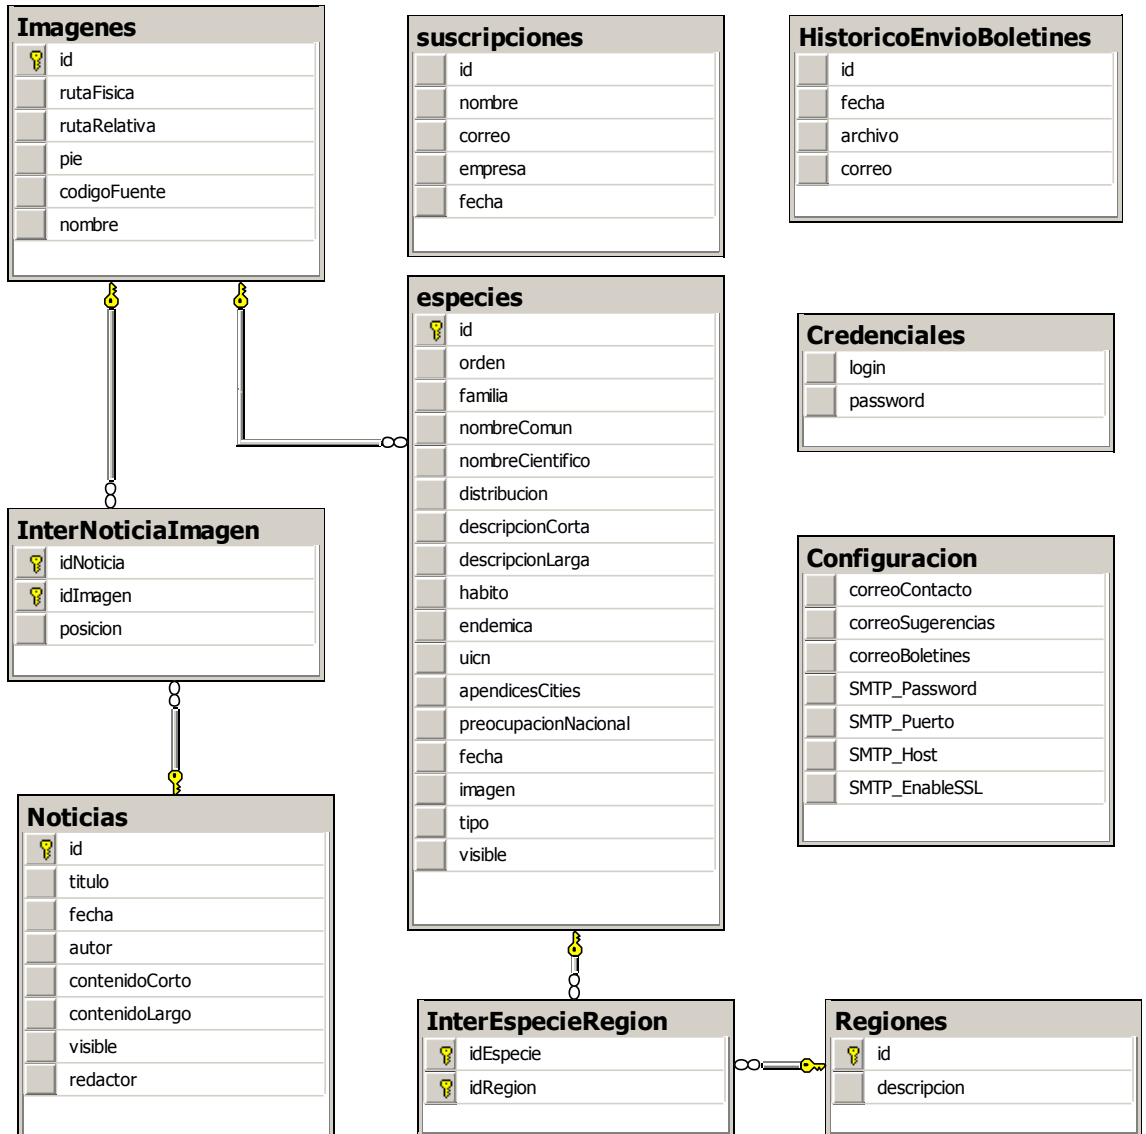 Imagenes
id
rutaFisica
rutaRelativa
pie
codigoFuente
nombre
suscripciones
id
nombre
correo
empresa
fecha
HistoricoEnvioBoletines
id
fecha
archivo
correo
especies
id
orden
familia
nombreComun
nombreCientifico
distribucion
descripcionCorta
descripcionLarga
habito
endemica
uicn
apendicesCities
preocupacionNacional
fecha
imagen
tipo
visible
Credenciales
login
password
InterNoticiaImagen
idNoticia
idImagen
posicion
Configuracion
correoContacto
correoSugerencias
correoBoletines
SMTP_Password
SMTP_Puerto
SMTP_Host
SMTP_EnableSSL
Noticias
id
titulo
fecha
autor
contenidoCorto
contenidoLargo
visible
redactor
InterEspecieRegion
idEspecie
idRegion
Regiones
id
descripcion